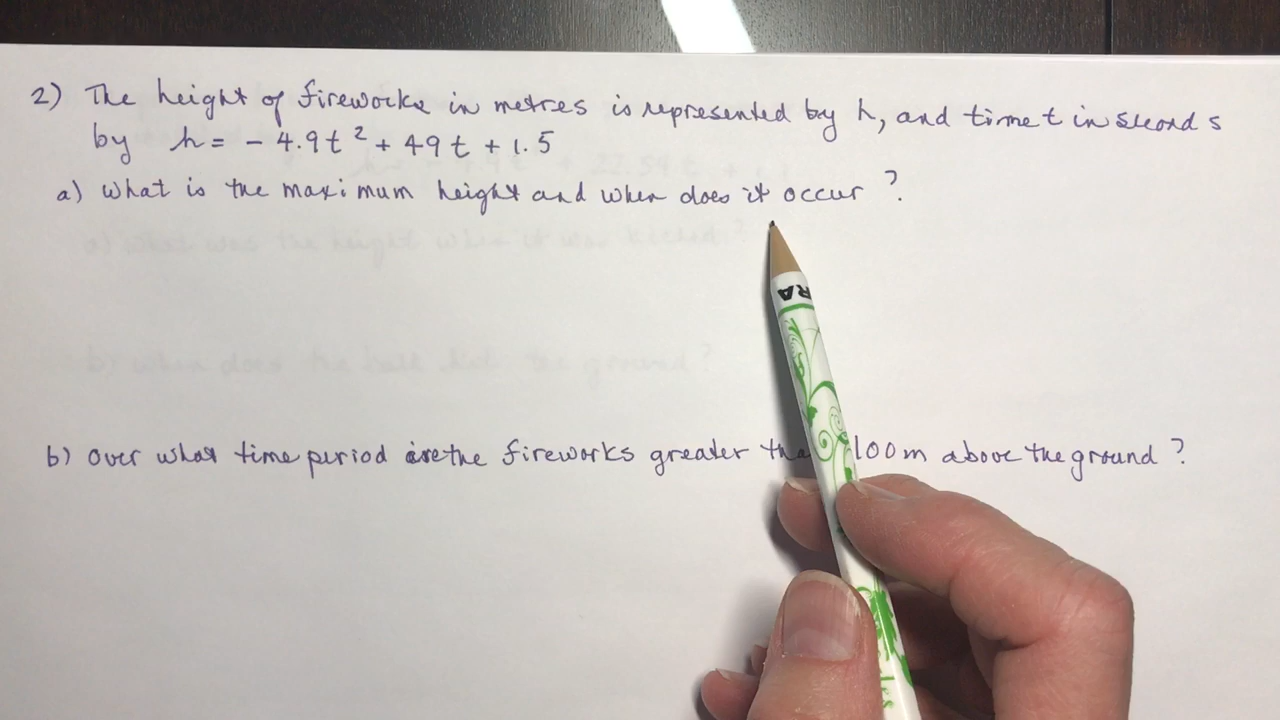 2) The height of fireworks in metres is represented by h, and time t in seconds
by h = - 4.9t² + 49t + 1.5
a) What is the maximum height and when does it occur ?
b) Over what time period are the fireworks greater than 100m above the ground ?
RA